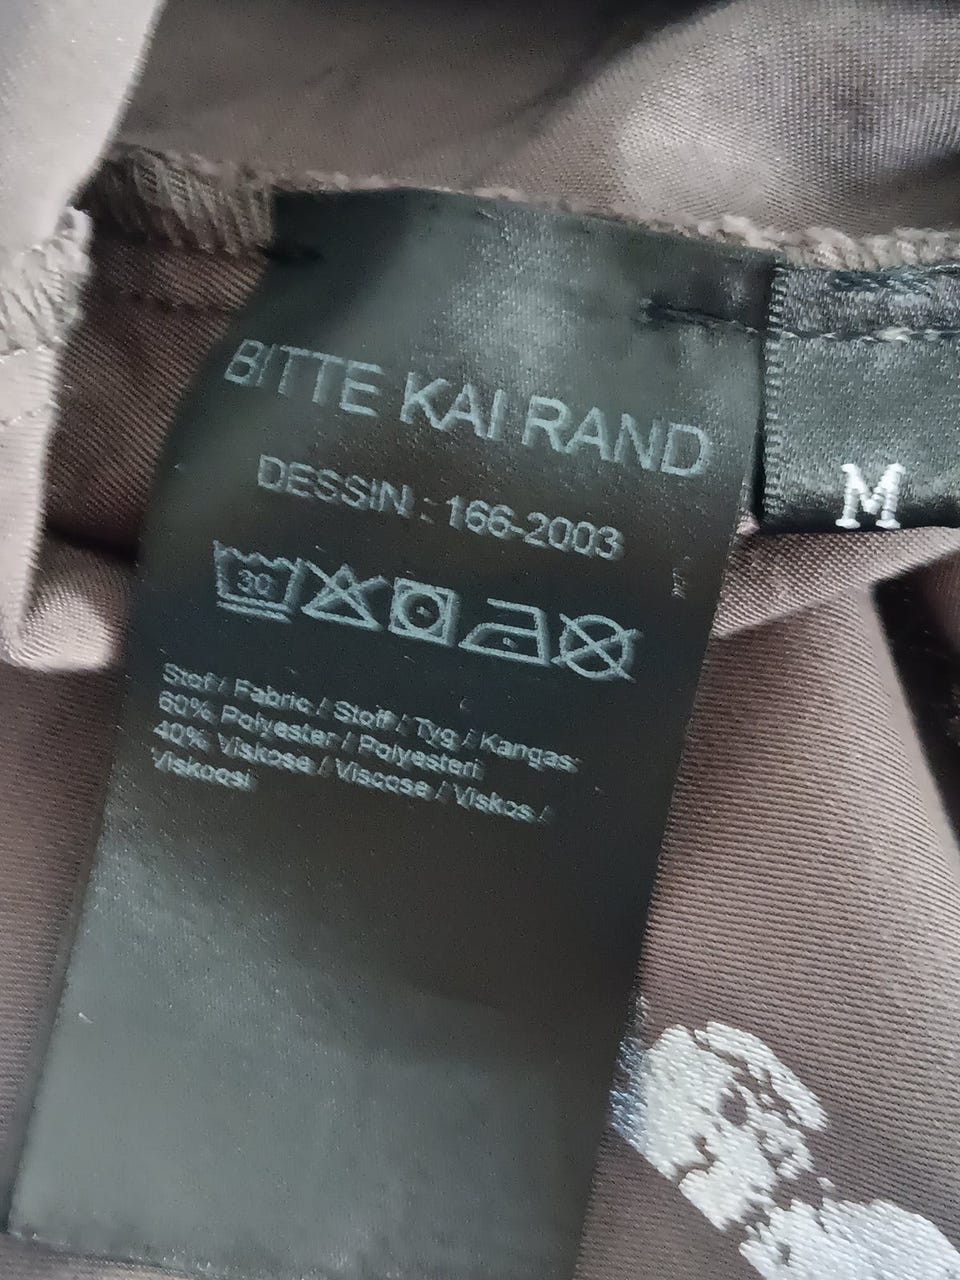 BITTE KAI RAND
DESSIN : 166-2003
M
30
Stof / Fabric / Stoff / Tyg / Kangas:
60% Polyester / Polyesteri
40% Viskose / Viscose / Viskos /
Viskoosi